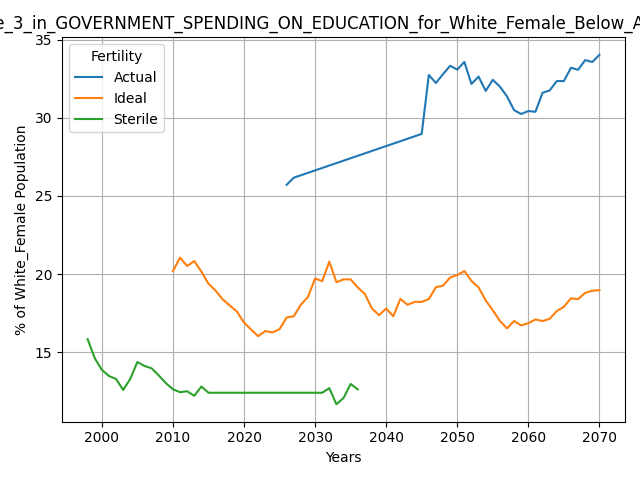 e_3_in_GOVERNMENT_SPENDING_ON_EDUCATION_for_White_Female_Below_A
35
30
25
20
15
% of White_Female Population
Fertility
Actual
Ideal
Sterile
2000 2010 2020 2030 2040 2050 2060 2070
Years